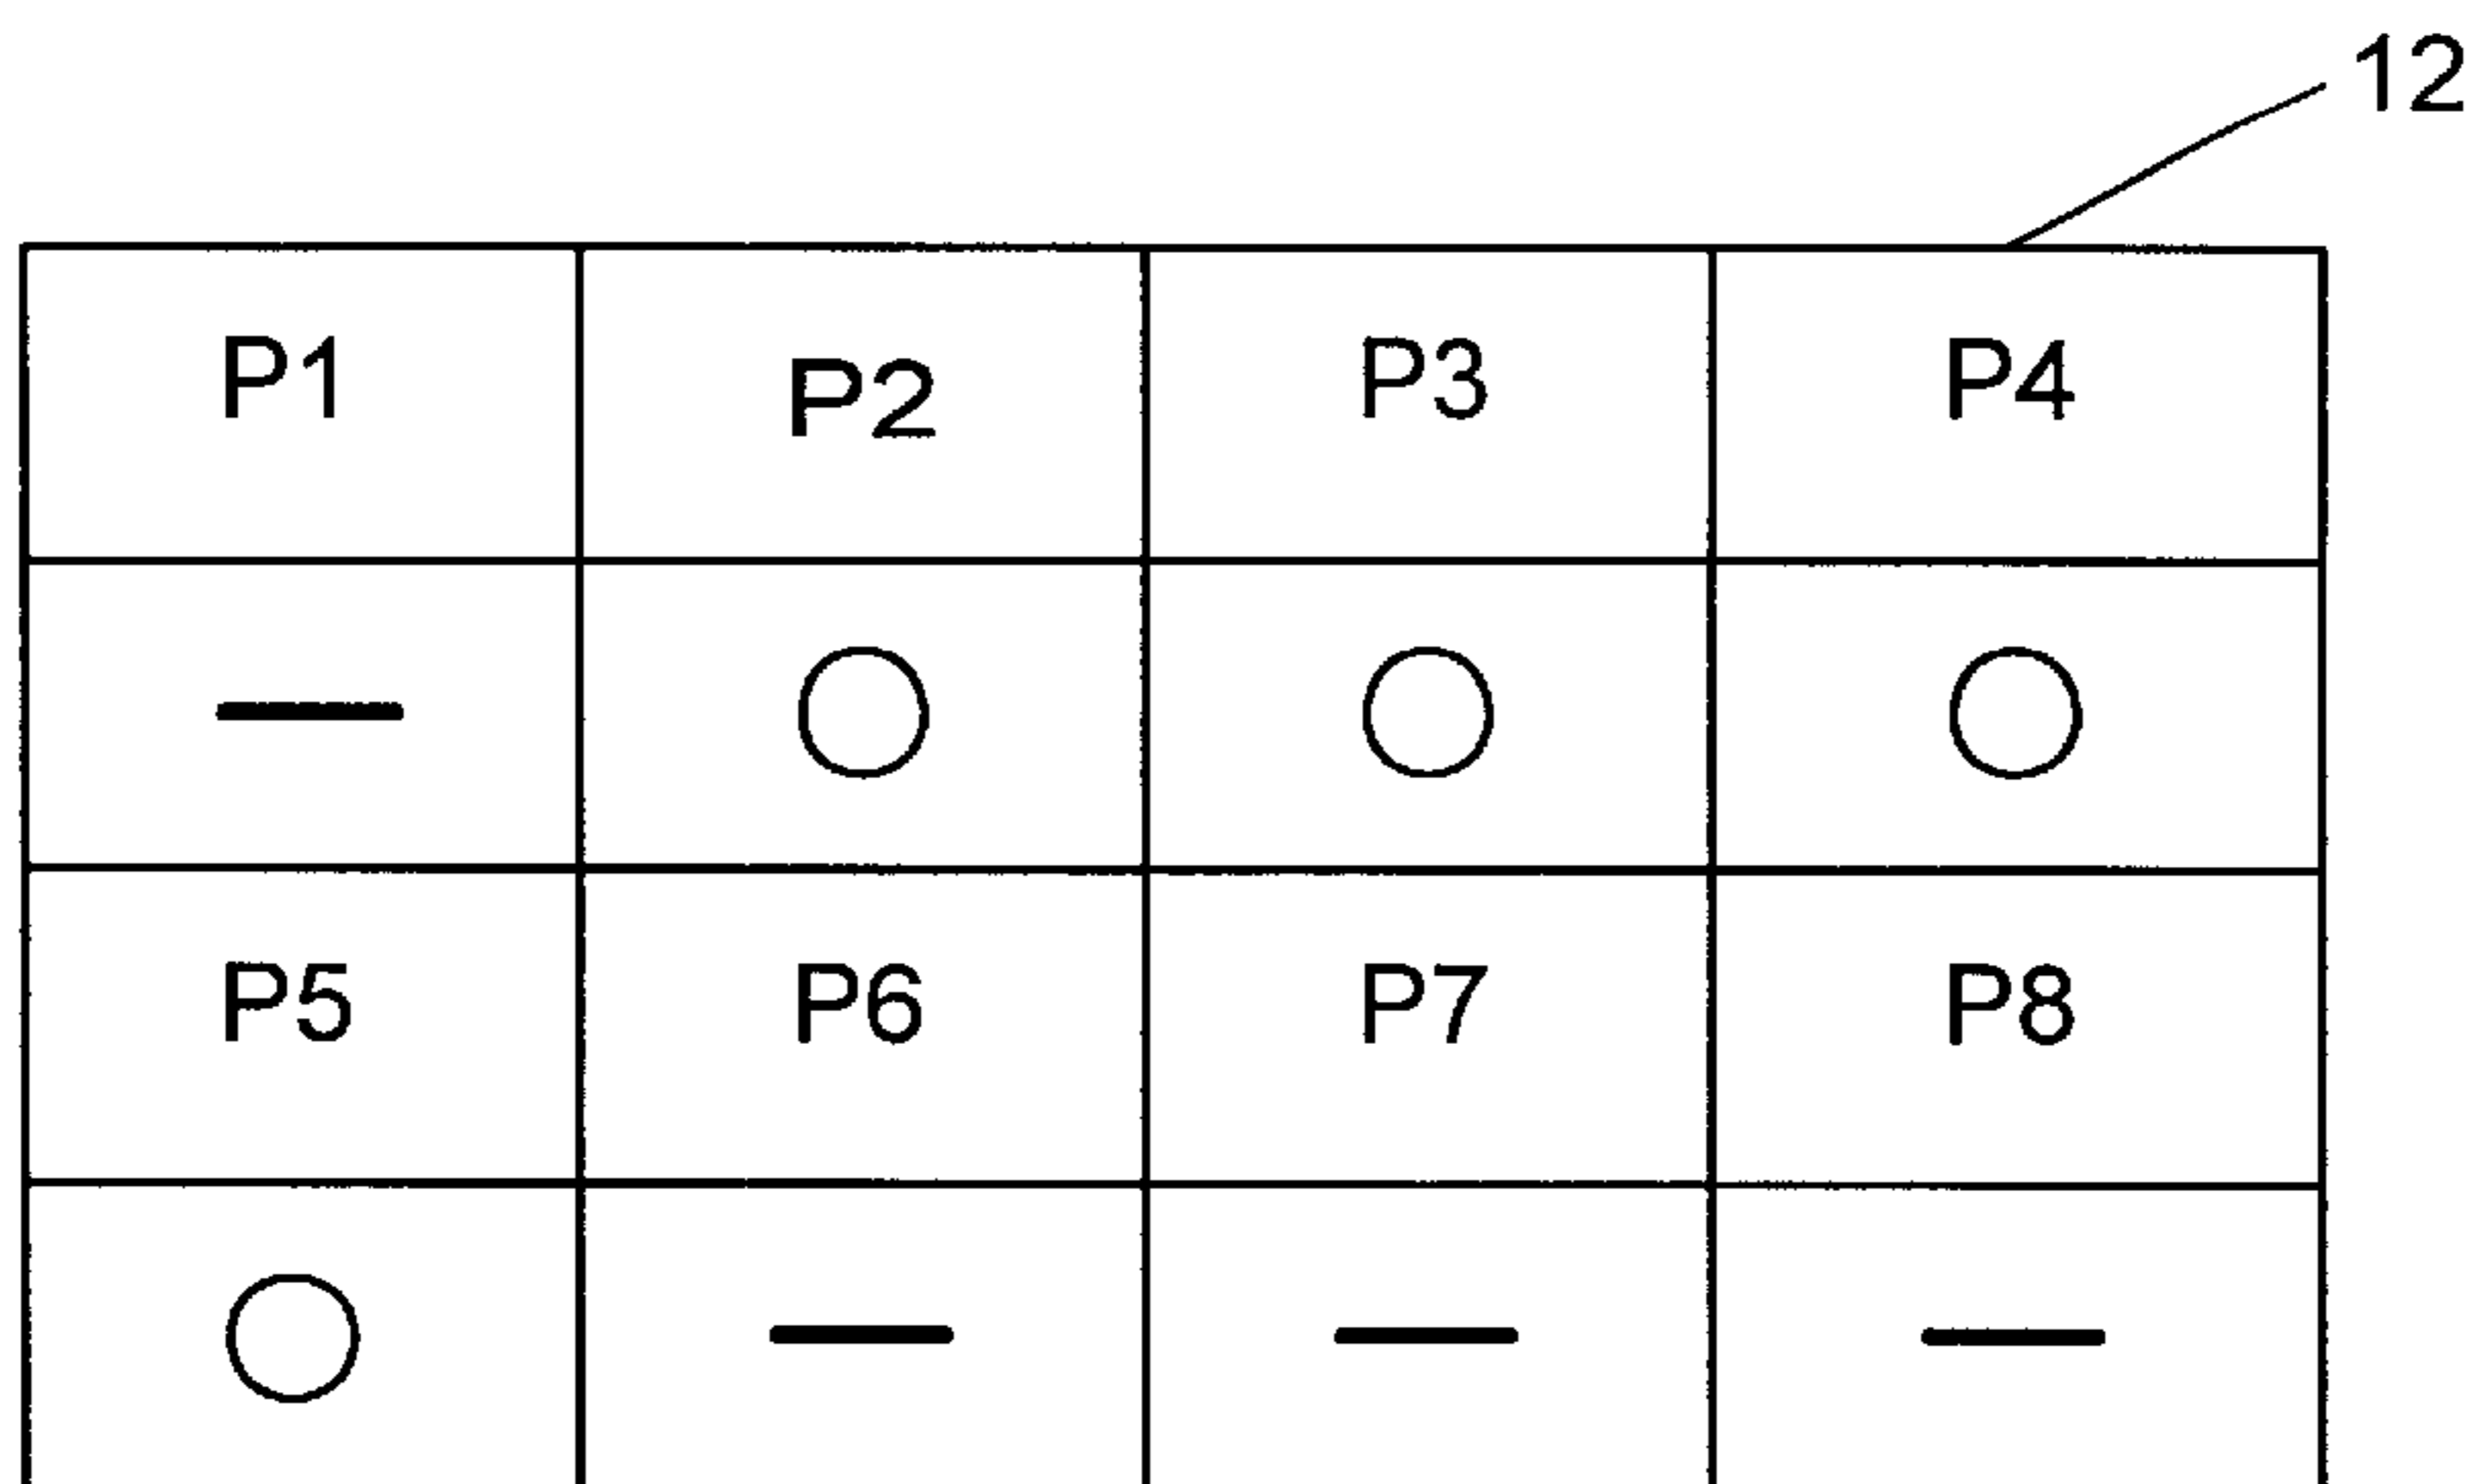 12
P1 P2 P3 P4
— ○ ○ ○
P5 P6 P7 P8
○ — — —